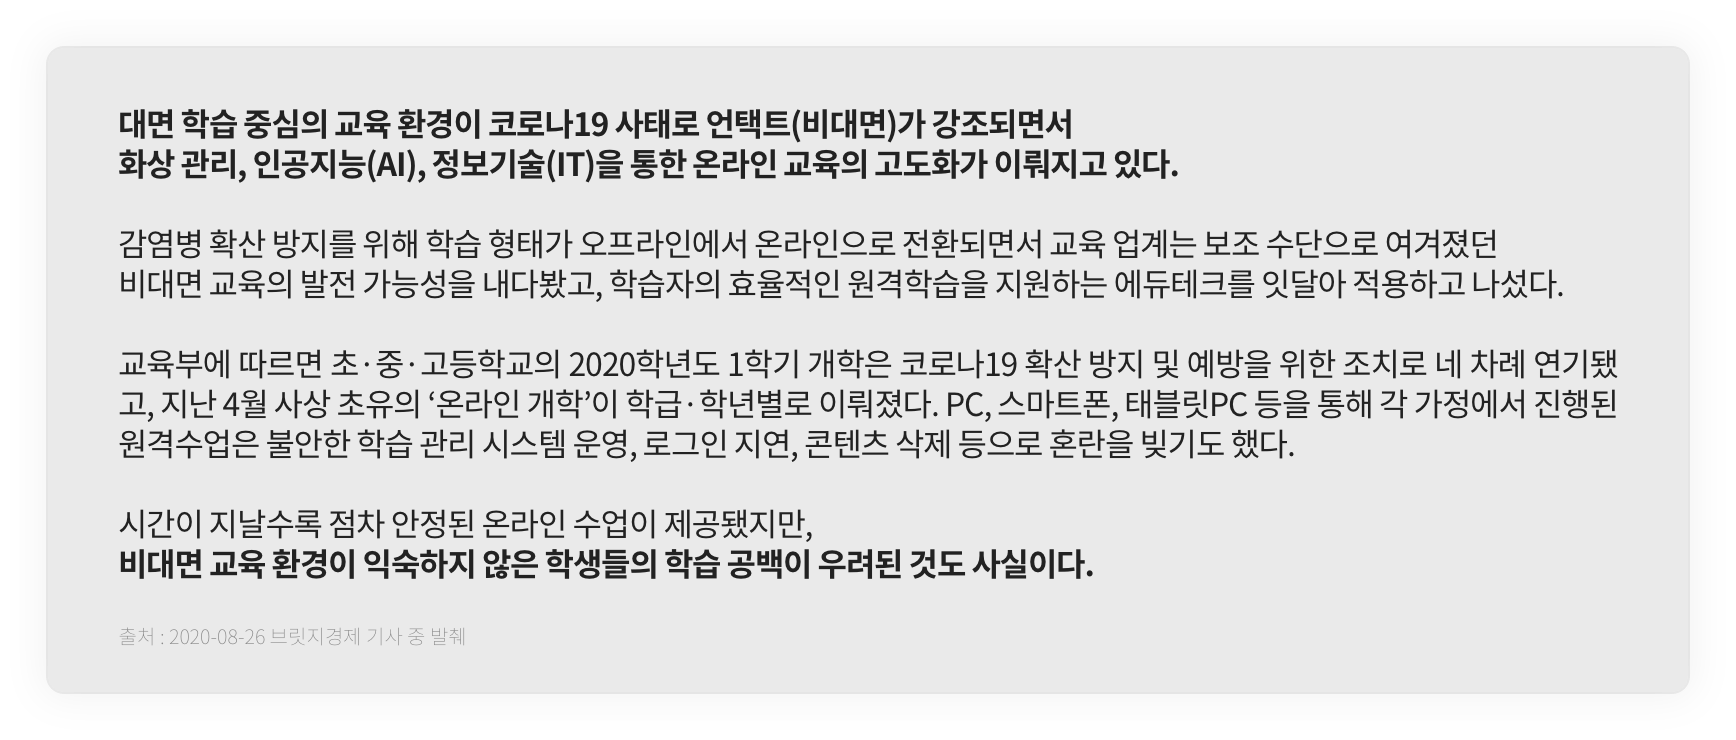 대면 학습 중심의 교육 환경이 코로나19 사태로 언택트(비대면)가 강조되면서
화상 관리, 인공지능(AI), 정보기술(IT)을 통한 온라인 교육의 고도화가 이뤄지고 있다.
감염병 확산 방지를 위해 학습 형태가 오프라인에서 온라인으로 전환되면서 교육 업계는 보조 수단으로 여겨졌던
비대면 교육의 발전 가능성을 내다봤고, 학습자의 효율적인 원격학습을 지원하는 에듀테크를 잇달아 적용하고 나섰다.
교육부에 따르면 초·중·고등학교의 2020학년도 1학기 개학은 코로나19 확산 방지 및 예방을 위한 조치로 네 차례 연기됐
고, 지난 4월 사상 초유의 ‘온라인 개학’이 학급·학년별로 이뤄졌다. PC, 스마트폰, 태블릿PC 등을 통해 각 가정에서 진행된
원격수업은 불안한 학습 관리 시스템 운영, 로그인 지연, 콘텐츠 삭제 등으로 혼란을 빚기도 했다.
시간이 지날수록 점차 안정된 온라인 수업이 제공됐지만,
비대면 교육 환경이 익숙하지 않은 학생들의 학습 공백이 우려된 것도 사실이다.
출처 : 2020-08-26 브릿지경제 기사 중 발췌